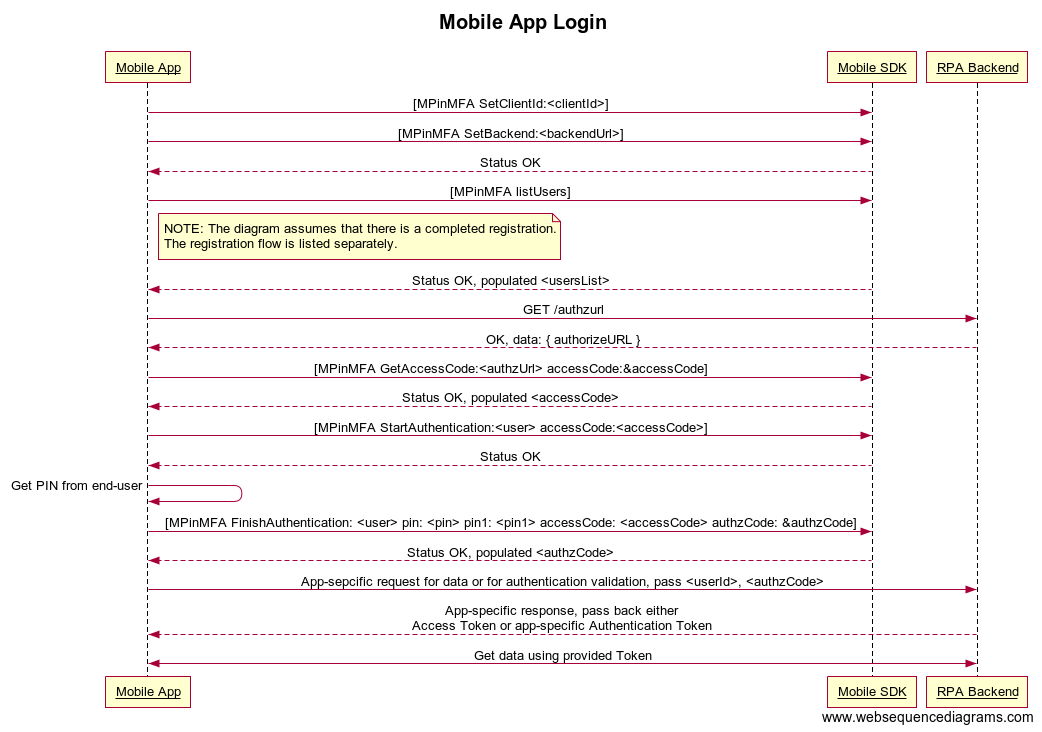 Mobile App Login
Mobile App
Mobile SDK
RPA Backend
[MPinMFA SetClientId:<clientId>]
[MPinMFA SetBackend:<backendUrl>]
Status OK
[MPinMFA listUsers]
NOTE: The diagram assumes that there is a completed registration.
The registration flow is listed separately.
Status OK, populated <usersList>
GET /authzurl
OK, data: { authorizeURL }
[MPinMFA GetAccessCode:<authzUrl> accessCode:&accessCode]
Status OK, populated <accessCode>
[MPinMFA StartAuthentication:<user> accessCode:<accessCode>]
Status OK
Get PIN from end-user
[MPinMFA FinishAuthentication: <user> pin: <pin> pin1: <pin1> accessCode: <accessCode> authzCode: &authzCode]
Status OK, populated <authzCode>
App-sepcific request for data or for authentication validation, pass <userId>, <authzCode>
App-specific response, pass back either
Access Token or app-specific Authentication Token
Get data using provided Token
Mobile App
Mobile SDK
RPA Backend
www.websequencediagrams.com